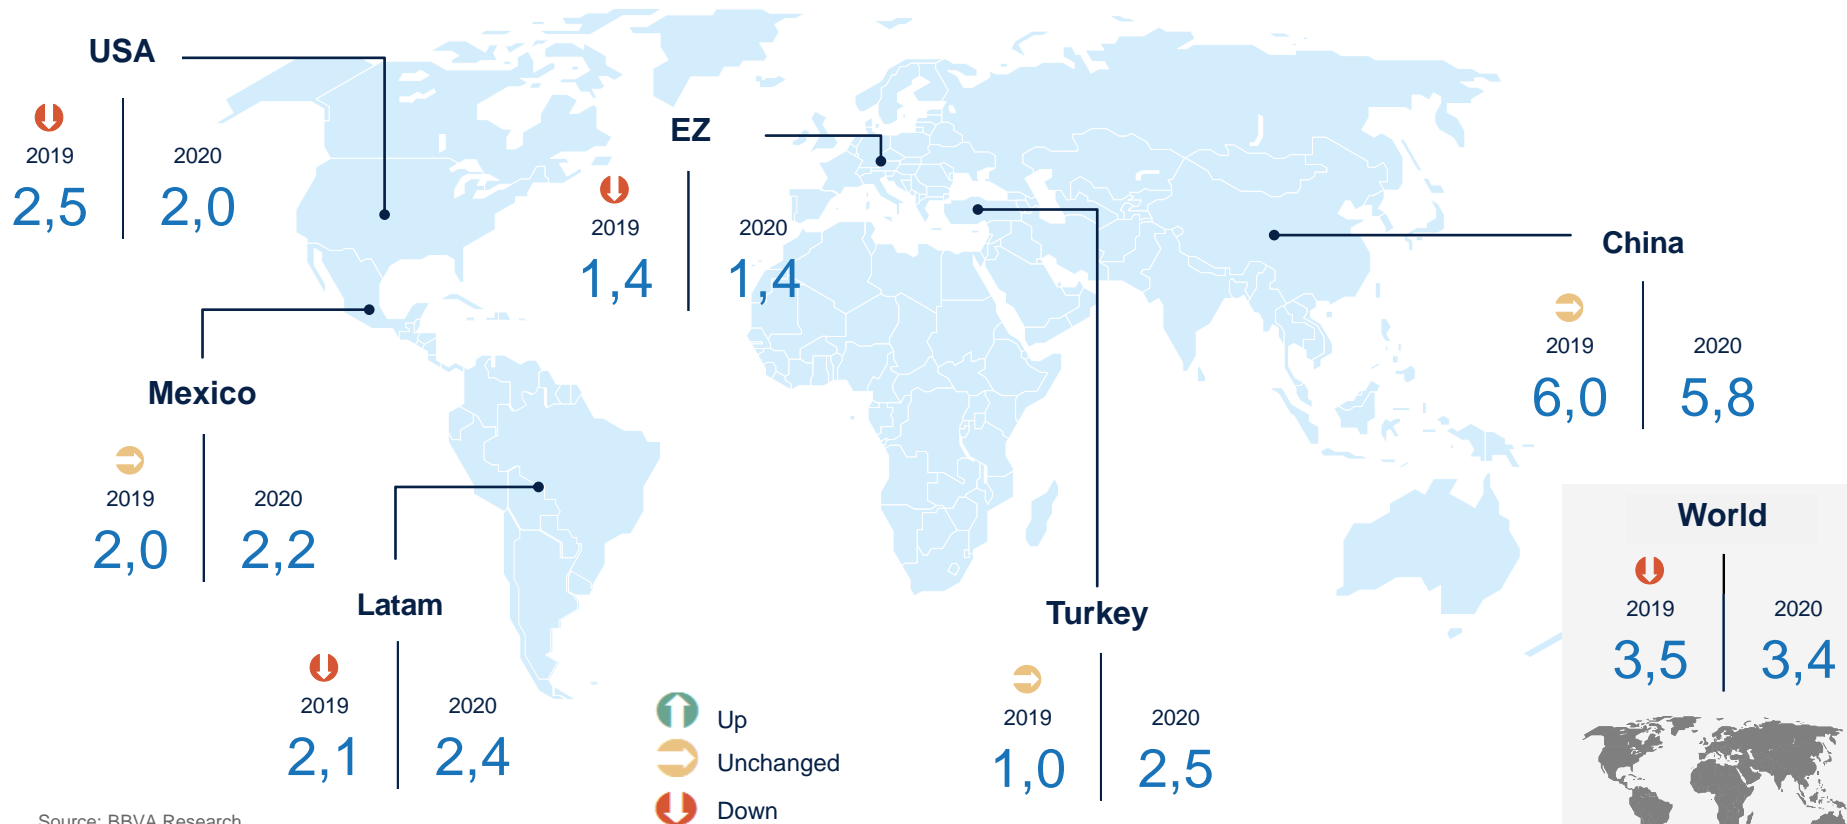 USA
2019 2020
2,5 2,0
EZ
2019 2020
1,4 1,4
China
2019 2020
6,0 5,8
Mexico
2019 2020
2,0 2,2
Latam
2019 2020
2,1 2,4
Turkey
2019 2020
1,0 2,5
World
2019 2020
3,5 3,4
Up
Unchanged
Down
Source: BBVA Research